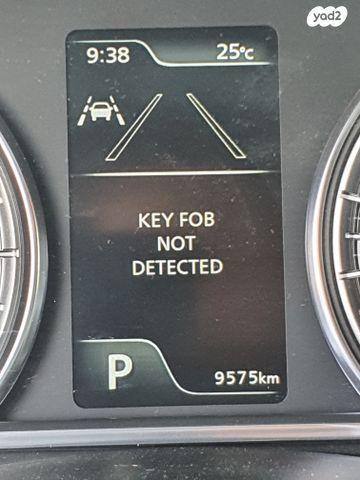 yad2
9:38 25°c
KEY FOB
NOT
DETECTED
P 9575km